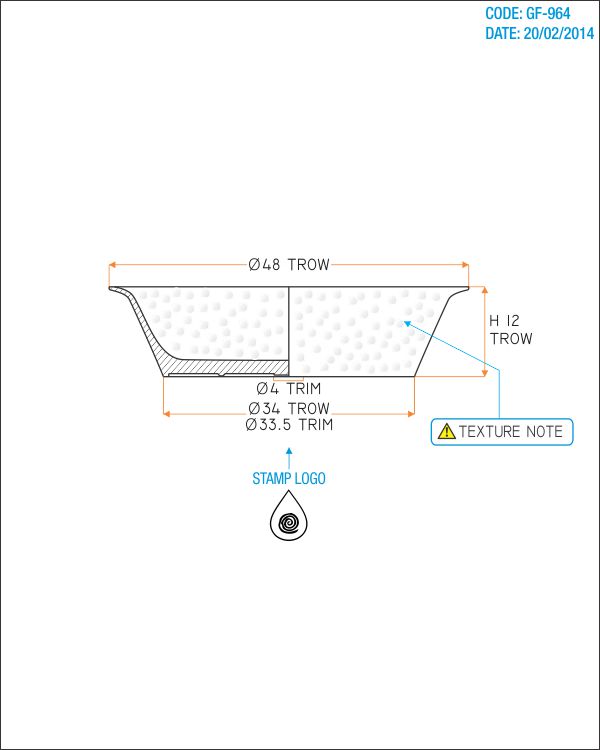 CODE: GF-964
DATE: 20/02/2014
Ø48 TROW
H 12
TROW
Ø4 TRIM
Ø34 TROW
Ø33.5 TRIM
TEXTURE NOTE
STAMP LOGO